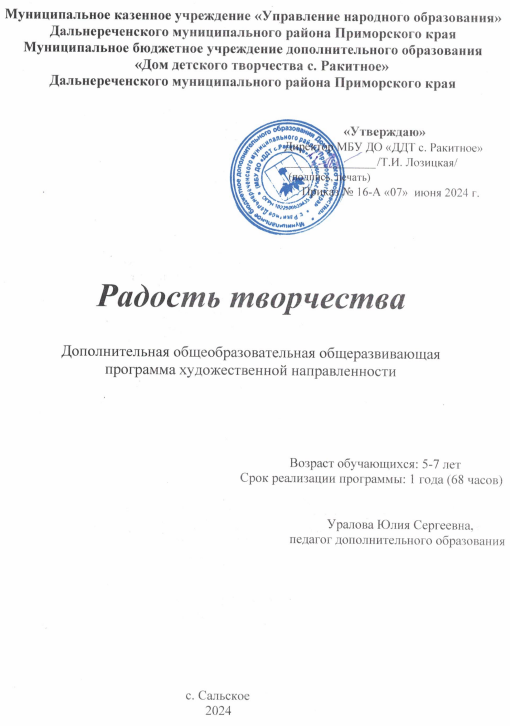 Муниципальное казенное учреждение «Управление народного образования»
Дальнереченского муниципального района Приморского края
Муниципальное бюджетное учреждение дополнительного образования
«Дом детского творчества с. Ракитное»
Дальнереченского муниципального района Приморского края
«Утверждаю»
Директор МБУ ДО «ДДТ с. Ракитное»
/Т.И. Лозицкая/
(подпись, печать)
Приказ № 16-А «07» июня 2024 г.
Радость творчества
Дополнительная общеобразовательная общеразвивающая
программа художественной направленности
Возраст обучающихся: 5-7 лет
Срок реализации программы: 1 года (68 часов)
Уралова Юлия Сергеевна,
педагог дополнительного образования
с. Сальское
2024